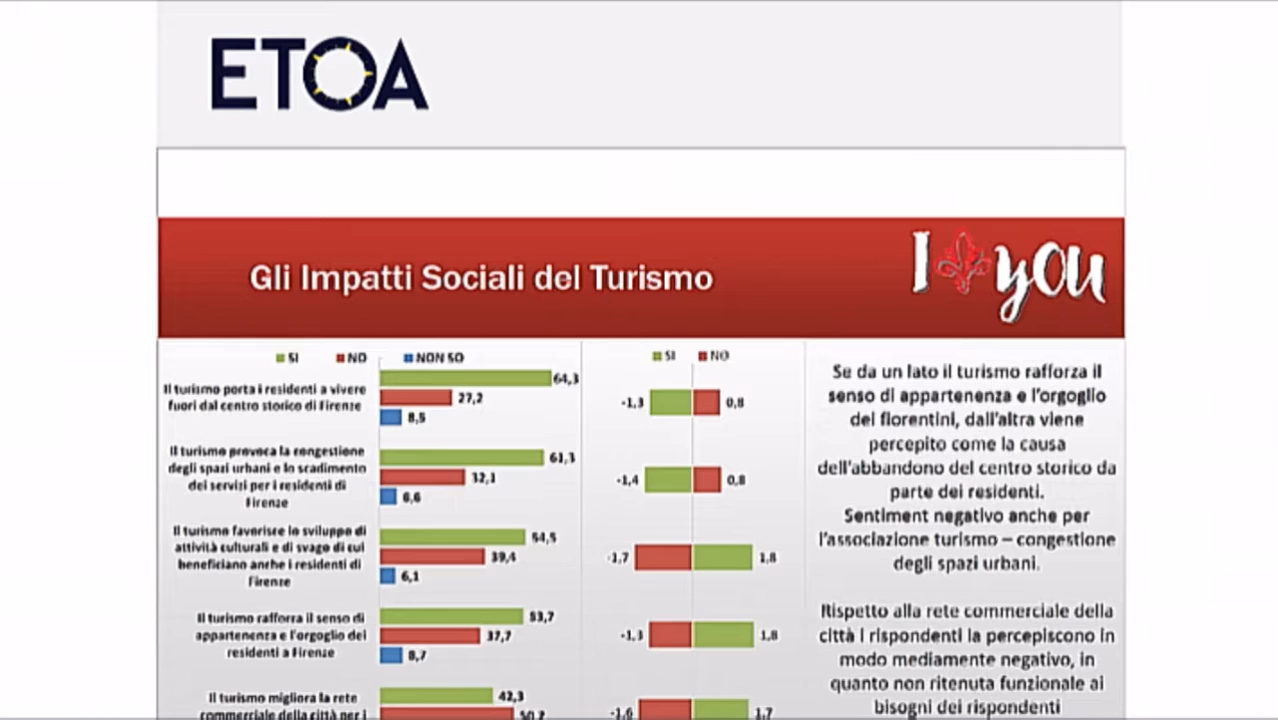 ETOA
Gli Impatti Sociali del Turismo
I you
SI NO NON SO
SI NO
Il turismo porta i residenti a vivere
fuori dal centro storico di Firenze
64,3
27,2
8,5
-1,3 0,8
Il turismo provoca la congestione
degli spazi urbani e lo scadimento
dei servizi per i residenti di
Firenze
61,3
32,1
6,6
-1,4 0,8
Il turismo favorisce lo sviluppo di
attività culturali e di svago di cui
beneficiano anche i residenti di
Firenze
54,5
39,4
6,1
-1,7 1,8
Il turismo rafforza il senso di
appartenenza e l'orgoglio dei
residenti a Firenze
53,7
37,7
8,7
-1,3 1,8
Il turismo migliora la rete
commerciale della città per i
42,3
50,2
-1,6 1,7
Se da un lato il turismo rafforza il
senso di appartenenza e l'orgoglio
dei fiorentini, dall'altra viene
percepito come la causa
dell'abbandono del centro storico da
parte dei residenti.
Sentiment negativo anche per
l'associazione turismo – congestione
degli spazi urbani.
Rispetto alla rete commerciale della
città i rispondenti la percepiscono in
modo mediamente negativo, in
quanto non ritenuta funzionale ai
bisogni dei rispondenti